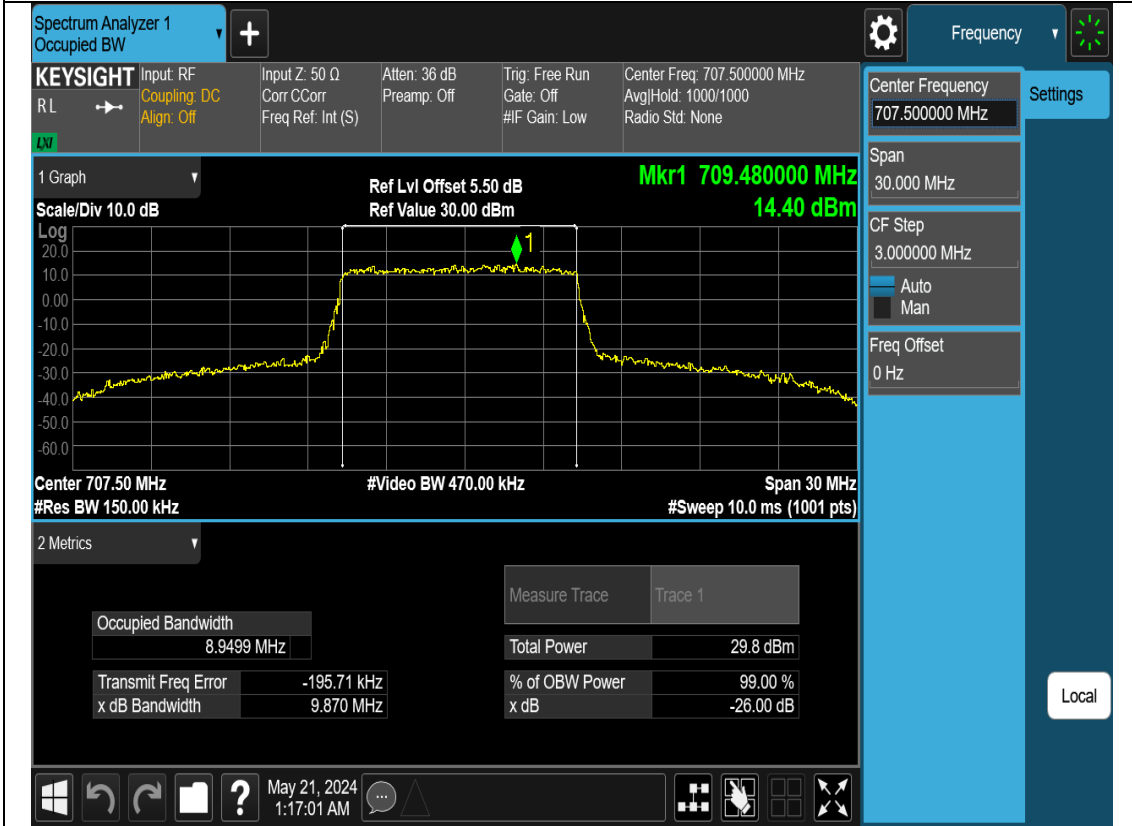 Spectrum Analyzer 1
Occupied BW
+
Frequency
KEYSIGHT
R L
LXI
Input: RF
Coupling: DC
Align: Off
Input Z: 50 Ω
Corr CCorr
Freq Ref: Int (S)
Atten: 36 dB
Preamp: Off
Trig: Free Run
Gate: Off
#IF Gain: Low
Center Freq: 707.500000 MHz
Avg|Hold: 1000/1000
Radio Std: None
Center Frequency
707.500000 MHz
Settings
Span
30.000 MHz
CF Step
3.000000 MHz
Auto
Man
Freq Offset
0 Hz
Local
1 Graph
Scale/Div 10.0 dB
Ref Lvl Offset 5.50 dB
Ref Value 30.00 dBm
Mkr1 709.480000 MHz
14.40 dBm
Log
1
20.0
10.0
0.00
-10.0
-20.0
-30.0
-40.0
-50.0
-60.0
Center 707.50 MHz
#Video BW 470.00 kHz
Span 30 MHz
#Res BW 150.00 kHz
#Sweep 10.0 ms (1001 pts)
2 Metrics
Measure Trace Trace 1
Occupied Bandwidth
8.9499 MHz
Total Power 29.8 dBm
Transmit Freq Error -195.71 kHz
% of OBW Power 99.00 %
x dB Bandwidth 9.870 MHz
x dB -26.00 dB
?
May 21, 2024
1:17:01 AM